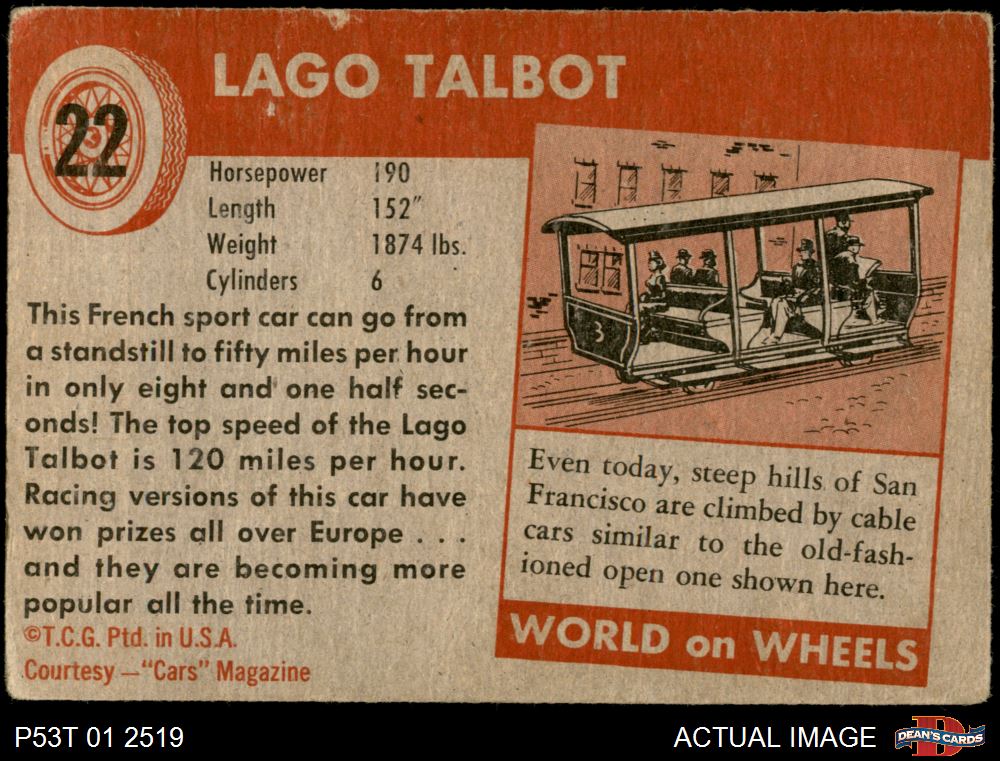 22
3
LAGO TALBOT
Horsepower 190
Length 152"
Weight 1874 lbs.
Cylinders 6
This French sport car can go from
a standstill to fifty miles per hour
in only eight and one half sec-
onds! The top speed of the Lago
Talbot is 120 miles per hour.
Racing versions of this car have
won prizes all over Europe . . .
and they are becoming more
popular all the time.
©T.C.G. Ptd. in U.S.A.
Courtesy —"Cars" Magazine
3
Even today, steep hills of San
Francisco are climbed by cable
cars similar to the old-fash-
ioned open one shown here.
WORLD on WHEELS
P53T 01 2519
ACTUAL IMAGE
D
DEAN'S CARDS